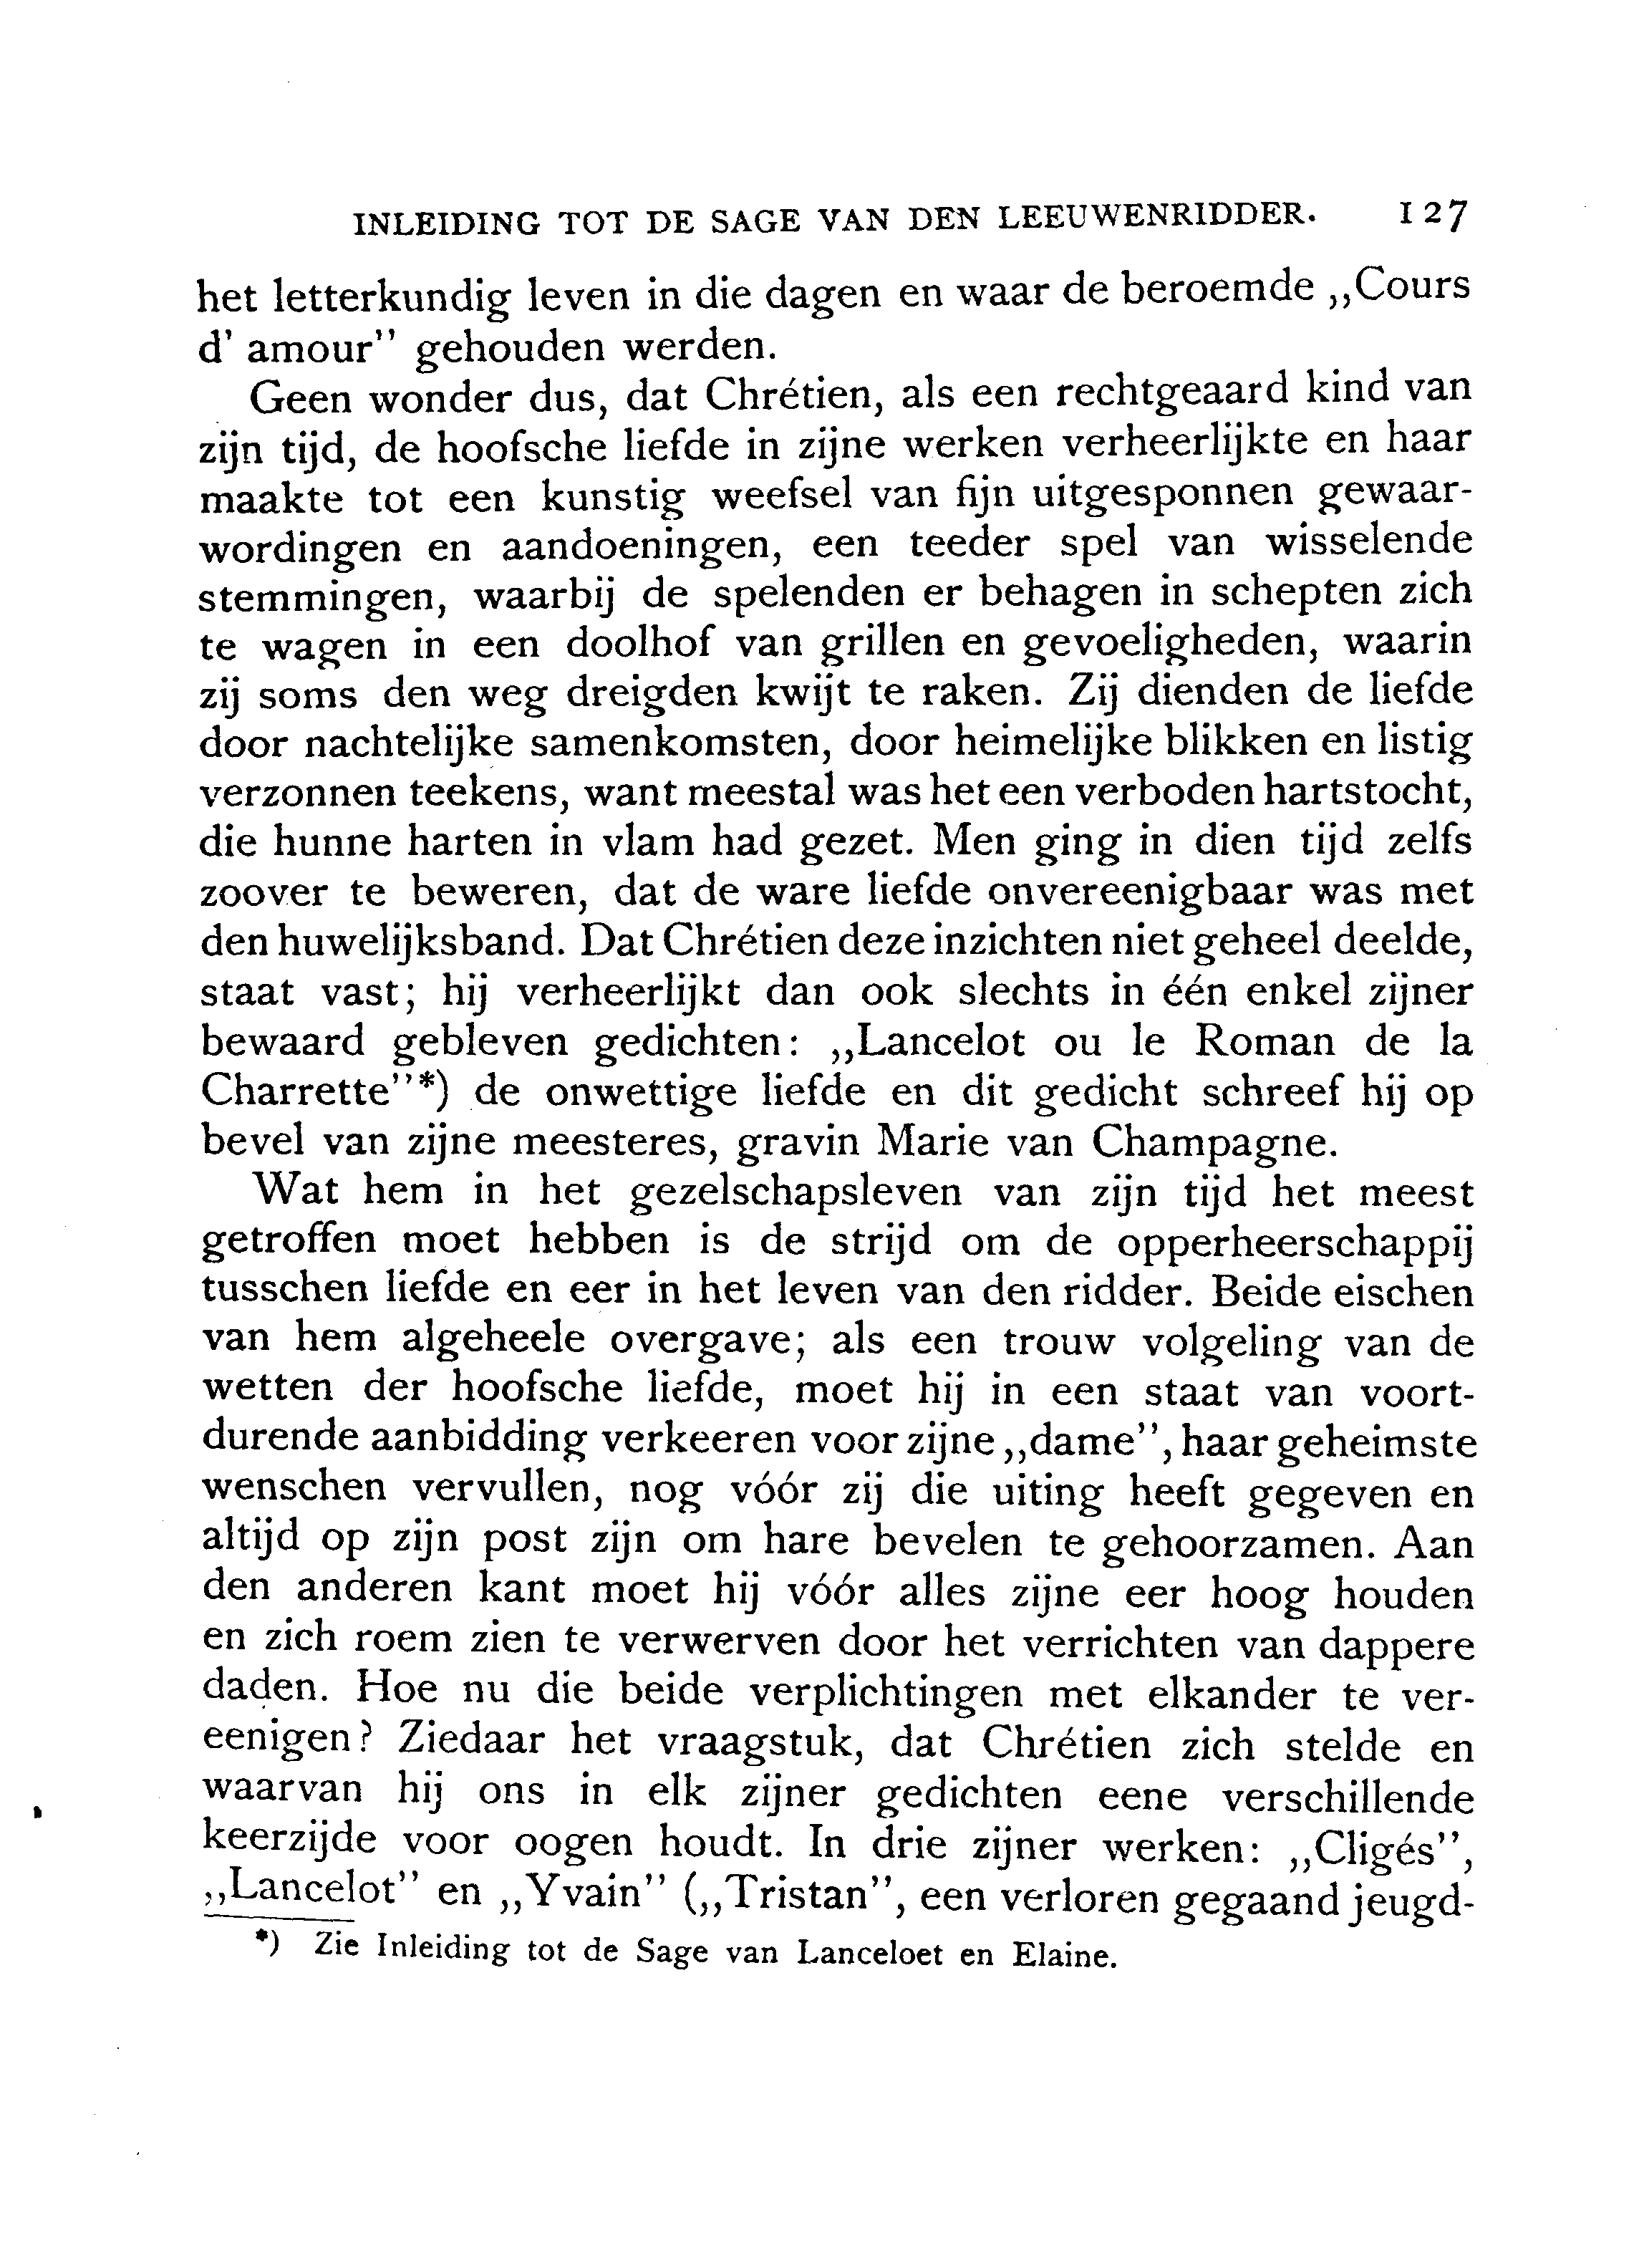 INLEIDING TOT DE SAGE VAN DEN LEEUWENRIDDER. 127
het letterkundig leven in die dagen en waar de beroemde „Cours
d' amour" gehouden werden.
Geen wonder dus, dat Chrétien, als een rechtgeaard kind van
zijn tijd, de hoofsche liefde in zijne werken verheerlijkte en haar
maakte tot een kunstig weefsel van fijn uitgesponnen gewaar-
wordingen en aandoeningen, een teeder spel van wisselende
stemmingen, waarbij de spelenden er behagen in schepten zich
te wagen in een doolhof van grillen en gevoeligheden, waarin
zij soms den weg dreigden kwijt te raken. Zij dienden de liefde
door nachtelijke samenkomsten, door heimelijke blikken en listig
verzonnen teekens, want meestal was het een verboden hartstocht,
die hunne harten in vlam had gezet. Men ging in dien tijd zelfs
zoover te beweren, dat de ware liefde onvereenigbaar was met
den huwelijksband. Dat Chrétien deze inzichten niet geheel deelde,
staat vast; hij verheerlijkt dan ook slechts in één enkel zijner
bewaard gebleven gedichten: „Lancelot ou le Roman de la
Charrette"*) de onwettige liefde en dit gedicht schreef hij op
bevel van zijne meesteres, gravin Marie van Champagne.
Wat hem in het gezelschapsleven van zijn tijd het meest
getroffen moet hebben is de strijd om de opperheerschappij
tusschen liefde en eer in het leven van den ridder. Beide eischen
van hem algeheele overgave; als een trouw volgeling van de
wetten der hoofsche liefde, moet hij in een staat van voort-
durende aanbidding verkeeren voor zijne „dame", haar geheimste
wenschen vervullen, nog vóór zij die uiting heeft gegeven en
altijd op zijn post zijn om hare bevelen te gehoorzamen. Aan
den anderen kant moet hij vóór alles zijne eer hoog houden
en zich roem zien te verwerven door het verrichten van dappere
daden. Hoe nu die beide verplichtingen met elkander te ver-
eenigen? Ziedaar het vraagstuk, dat Chrétien zich stelde en
waarvan hij ons in elk zijner gedichten eene verschillende
keerzijde voor oogen houdt. In drie zijner werken: „Cligés",
„Lancelot" en „Yvain" („Tristan", een verloren gegaand jeugd-
*) Zie Inleiding tot de Sage van Lanceloet en Elaine.